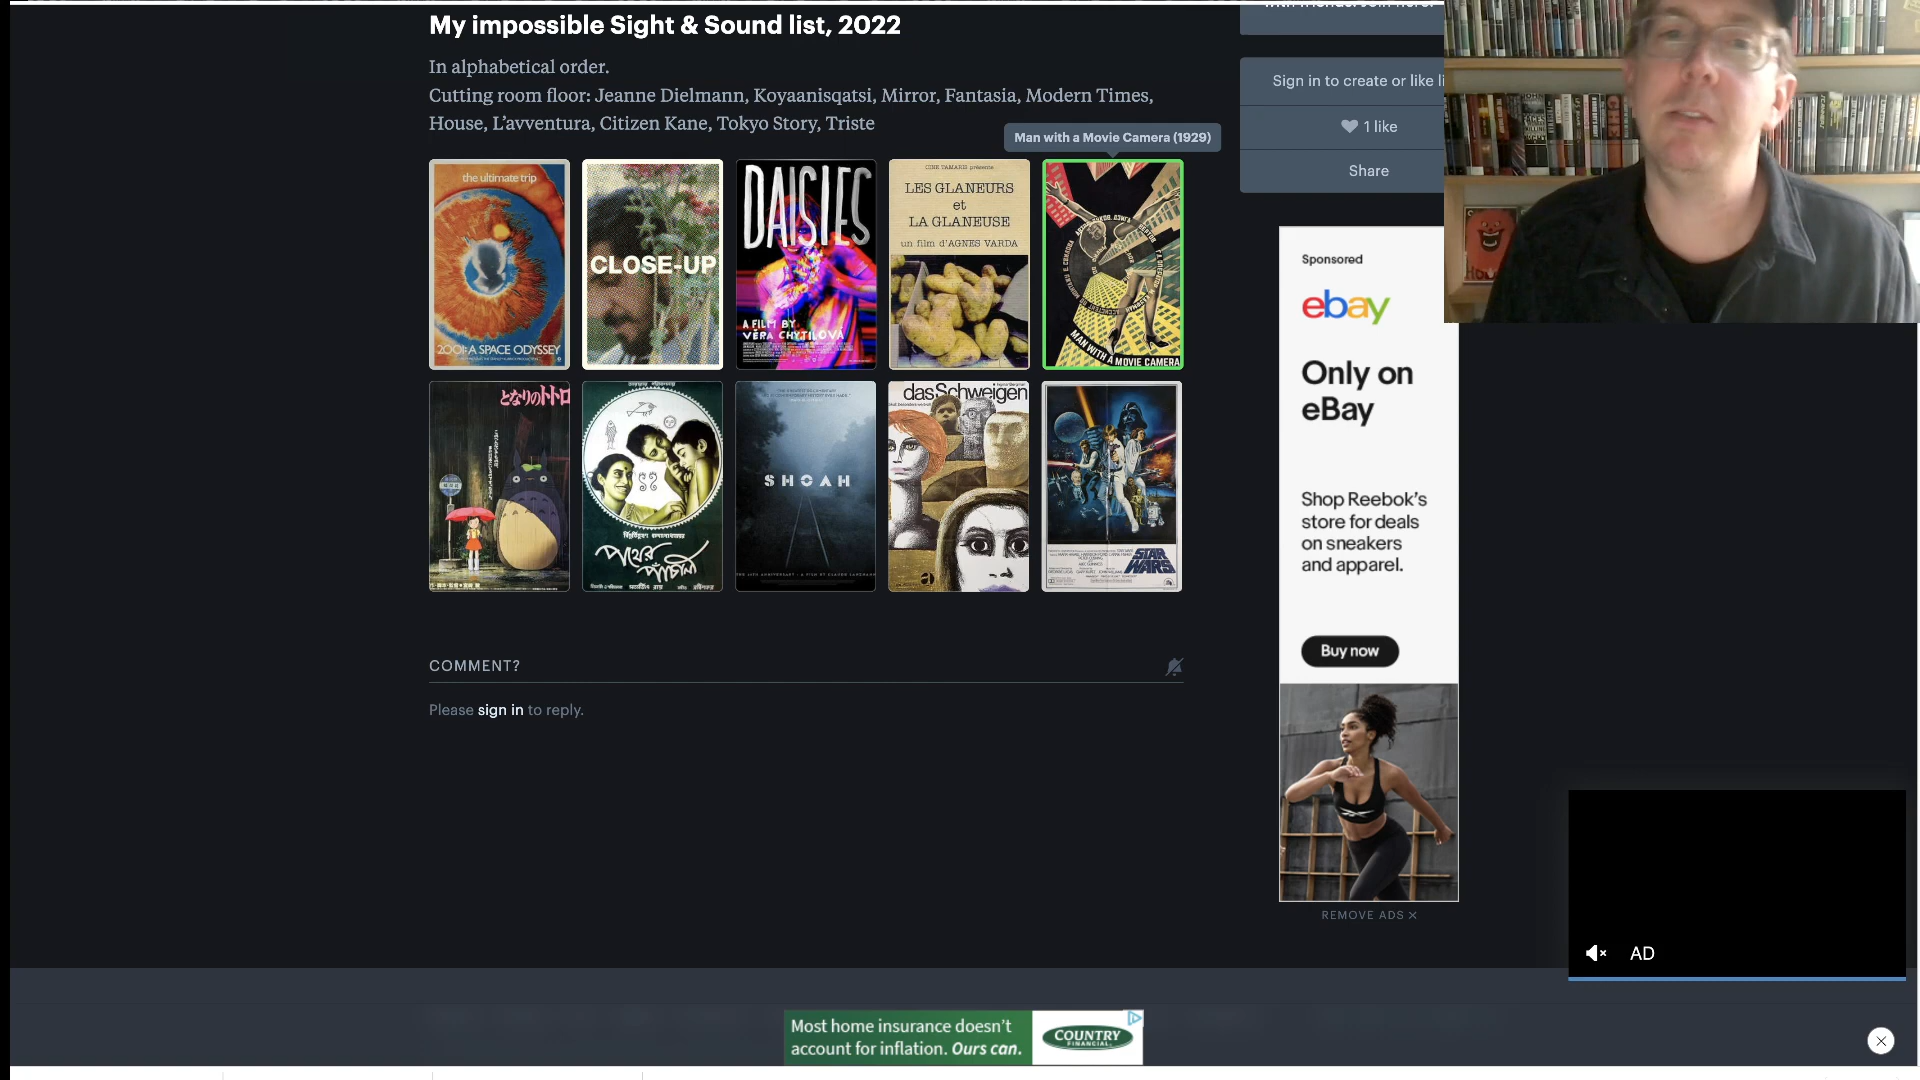 My impossible Sight & Sound list, 2022
In alphabetical order.
Cutting room floor: Jeanne Dielmann, Koyaanisqatsi, Mirror, Fantasia, Modern Times,
House, L’avventura, Citizen Kane, Tokyo Story, Triste
Man with a Movie Camera (1929)
the ultimate trip
2001: A SPACE ODYSSEY
CLOSE-UP
DAISIES
A FILM BY
VĚRA CHYTILOVÁ
CINÉ TAMARIS présente
LES GLANEURS
et
LA GLANEUSE
un film d'AGNES VARDA
MAN WITH A MOVIE CAMERA
となりのトトロ
পথের
পাঁচালী
SHOAH
das Schweigen
STAR
WARS
COMMENT?
Please sign in to reply.
Sign in to create or like li
1 like
Share
Sponsored
ebay
Only on
eBay
Shop Reebok’s
store for deals
on sneakers
and apparel.
Buy now
REMOVE ADS
AD
Most home insurance doesn’t
account for inflation. Ours can.
COUNTRY
FINANCIAL